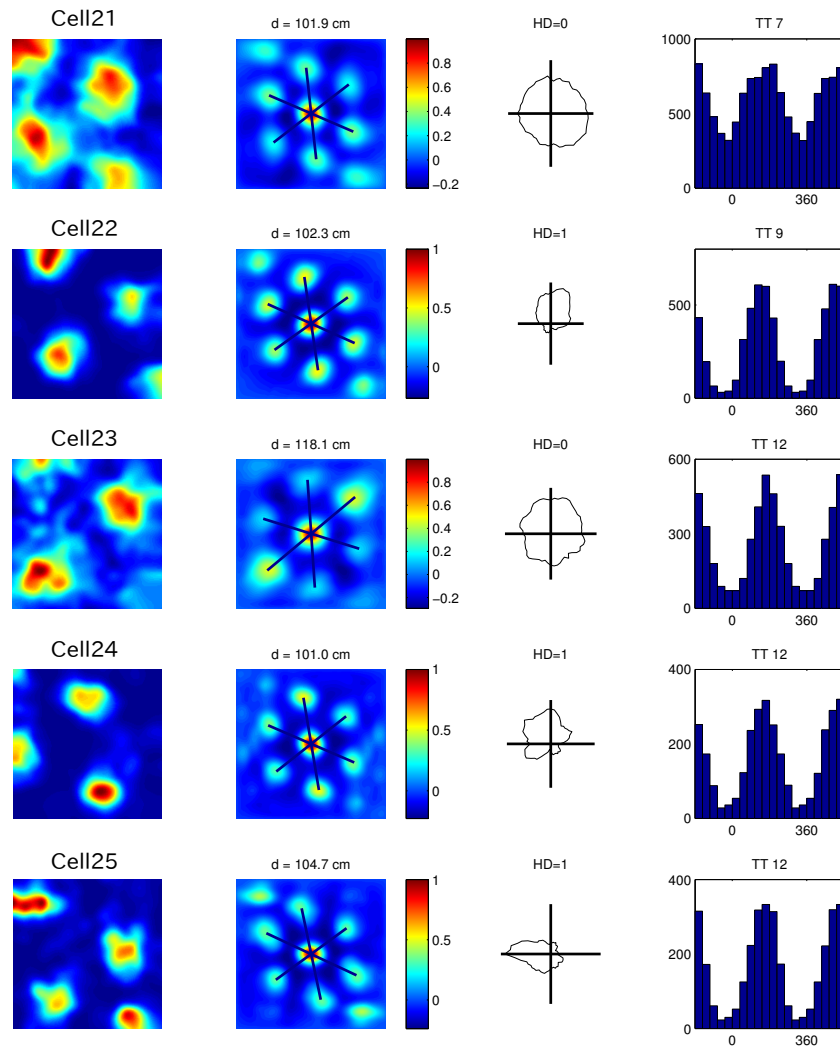 Cell21
d = 101.9 cm
HD=0
TT 7
0.8
0.6
0.4
0.2
0
−0.2
1000
500
0
0 360
Cell22
d = 102.3 cm
HD=1
TT 9
1
0.5
0
500
0
0 360
Cell23
d = 118.1 cm
HD=0
TT 12
0.8
0.6
0.4
0.2
0
−0.2
600
300
0
0 360
Cell24
d = 101.0 cm
HD=1
TT 12
1
0.5
0
400
200
0
0 360
Cell25
d = 104.7 cm
HD=1
TT 12
1
0.5
0
400
200
0
0 360